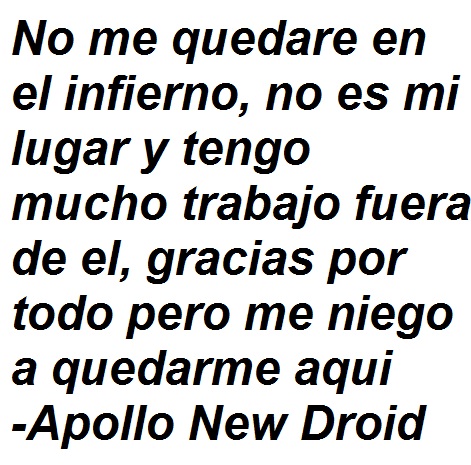 No me quedare en
el infierno, no es mi
lugar y tengo
mucho trabajo fuera
de el, gracias por
todo pero me niego
a quedarme aqui
-Apollo New Droid